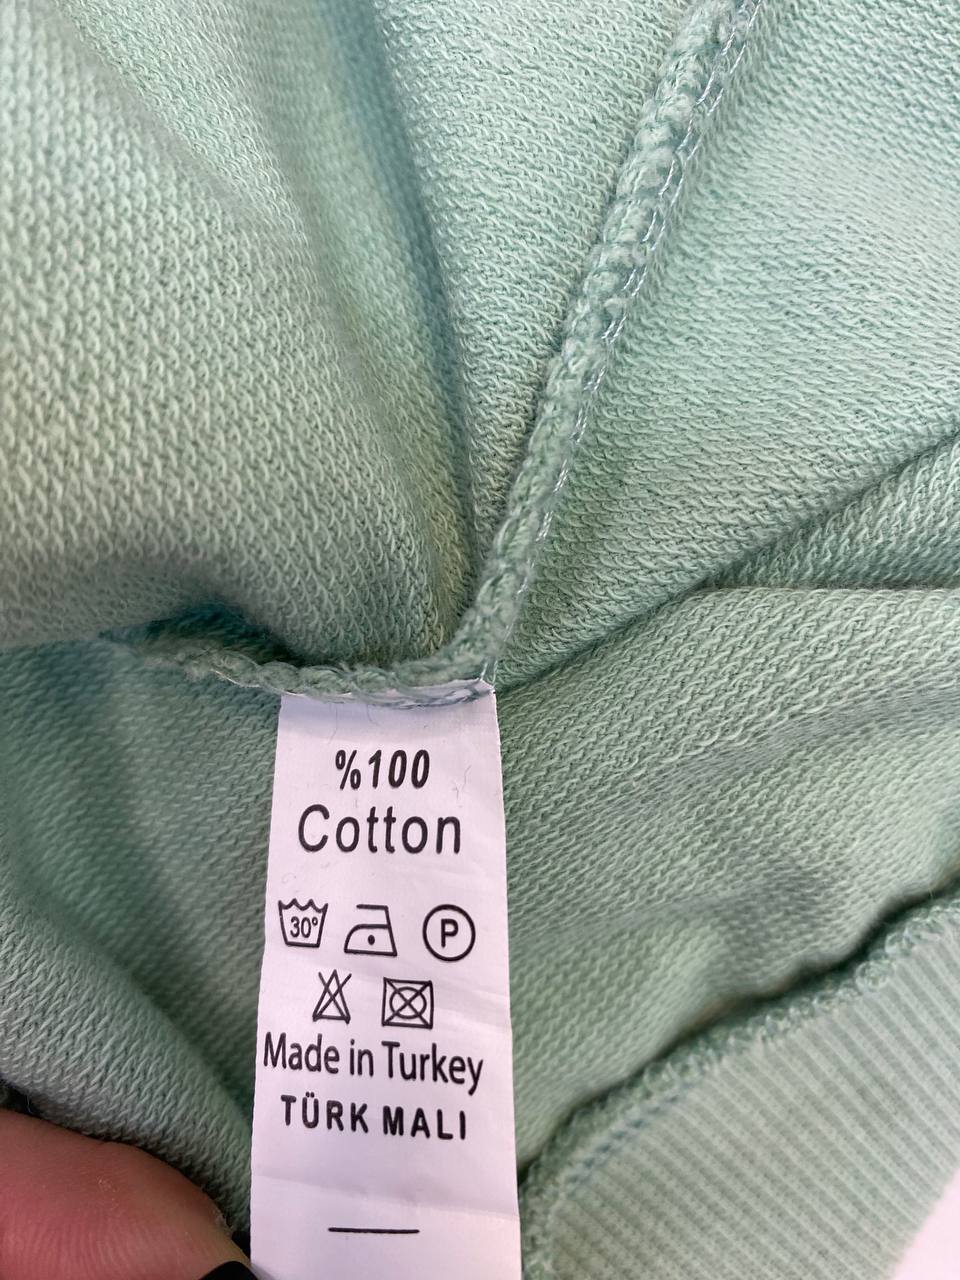 %100
Cotton
30° P
Made in Turkey
TÜRK MALI